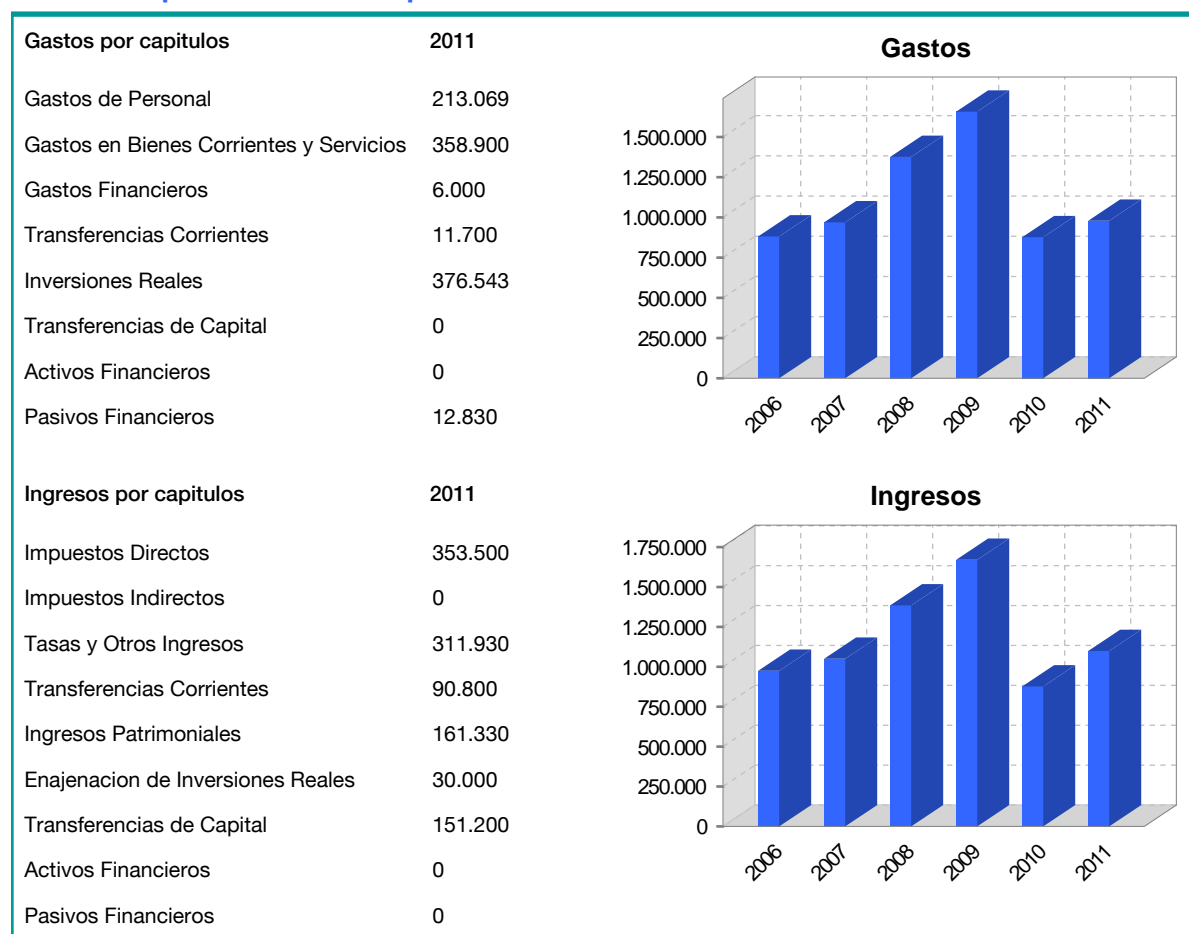 Gastos por capitulos 2011
Gastos de Personal 213.069
Gastos en Bienes Corrientes y Servicios 358.900
Gastos Financieros 6.000
Transferencias Corrientes 11.700
Inversiones Reales 376.543
Transferencias de Capital 0
Activos Financieros 0
Pasivos Financieros 12.830
Gastos
1.500.000
1.250.000
1.000.000
750.000
500.000
250.000
0
2006 2007 2008 2009 2010 2011
Ingresos por capitulos 2011
Impuestos Directos 353.500
Impuestos Indirectos 0
Tasas y Otros Ingresos 311.930
Transferencias Corrientes 90.800
Ingresos Patrimoniales 161.330
Enajenacion de Inversiones Reales 30.000
Transferencias de Capital 151.200
Activos Financieros 0
Pasivos Financieros 0
Ingresos
1.750.000
1.500.000
1.250.000
1.000.000
750.000
500.000
250.000
0
2006 2007 2008 2009 2010 2011